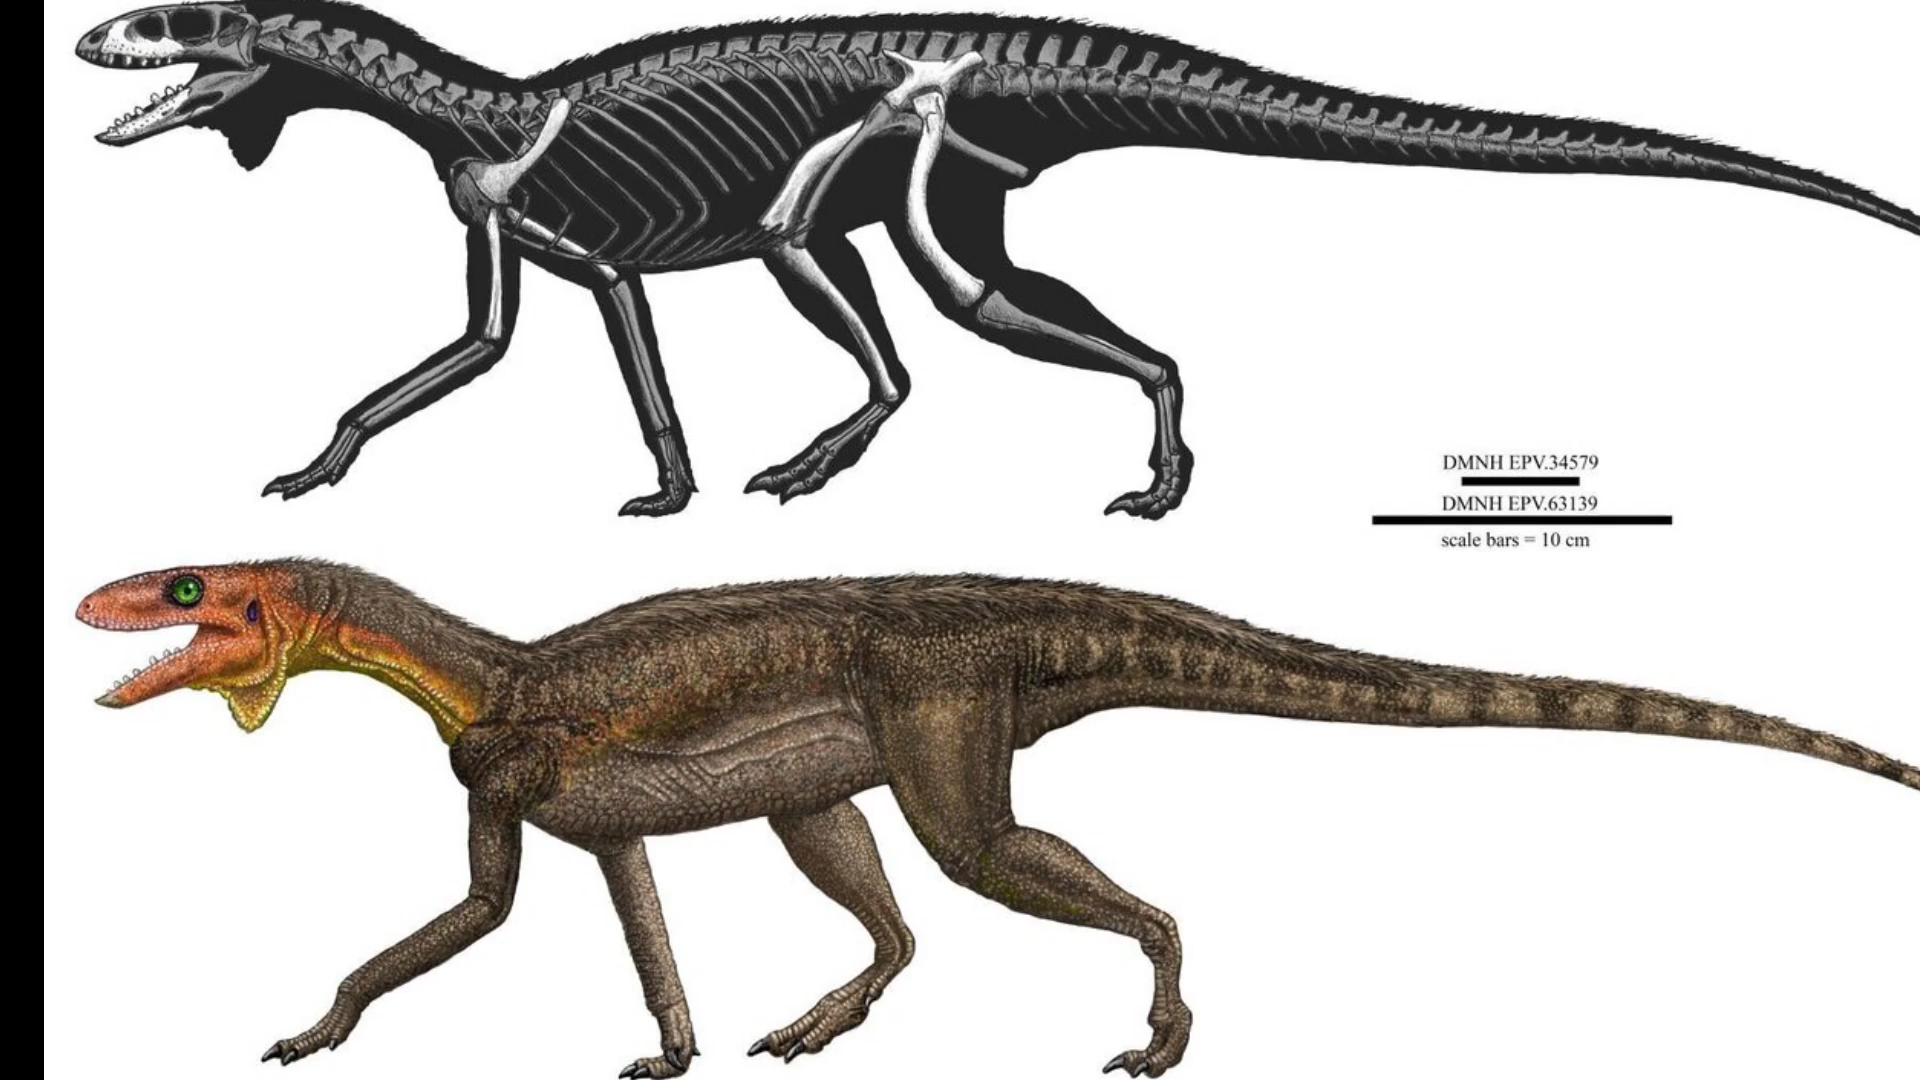 DMNH EPV.34579
DMNH EPV.63139
scale bars = 10 cm